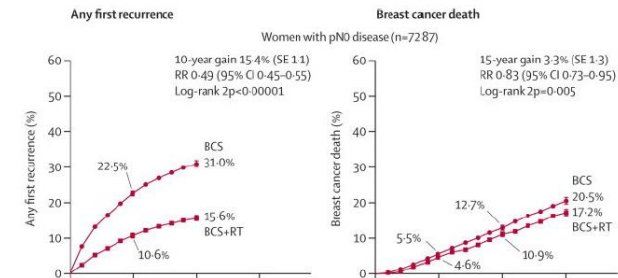 Any first recurrence
Breast cancer death
Women with pN0 disease (n=7287)
60
50
40
30
20
10
0
Any first recurrence (%)
10-year gain 15·4% (SE 1·1)
RR 0·49 (95% CI 0·45–0·55)
Log-rank 2p<0·00001
22·5%
BCS
31·0%
15·6%
BCS+RT
10·6%
60
50
40
30
20
10
0
Breast cancer death (%)
15-year gain 3·3% (SE 1·3)
RR 0·83 (95% CI 0·73–0·95)
Log-rank 2p=0·005
BCS
20·5%
12·7%
17·2%
BCS+RT
5·5%
10·9%
4·6%